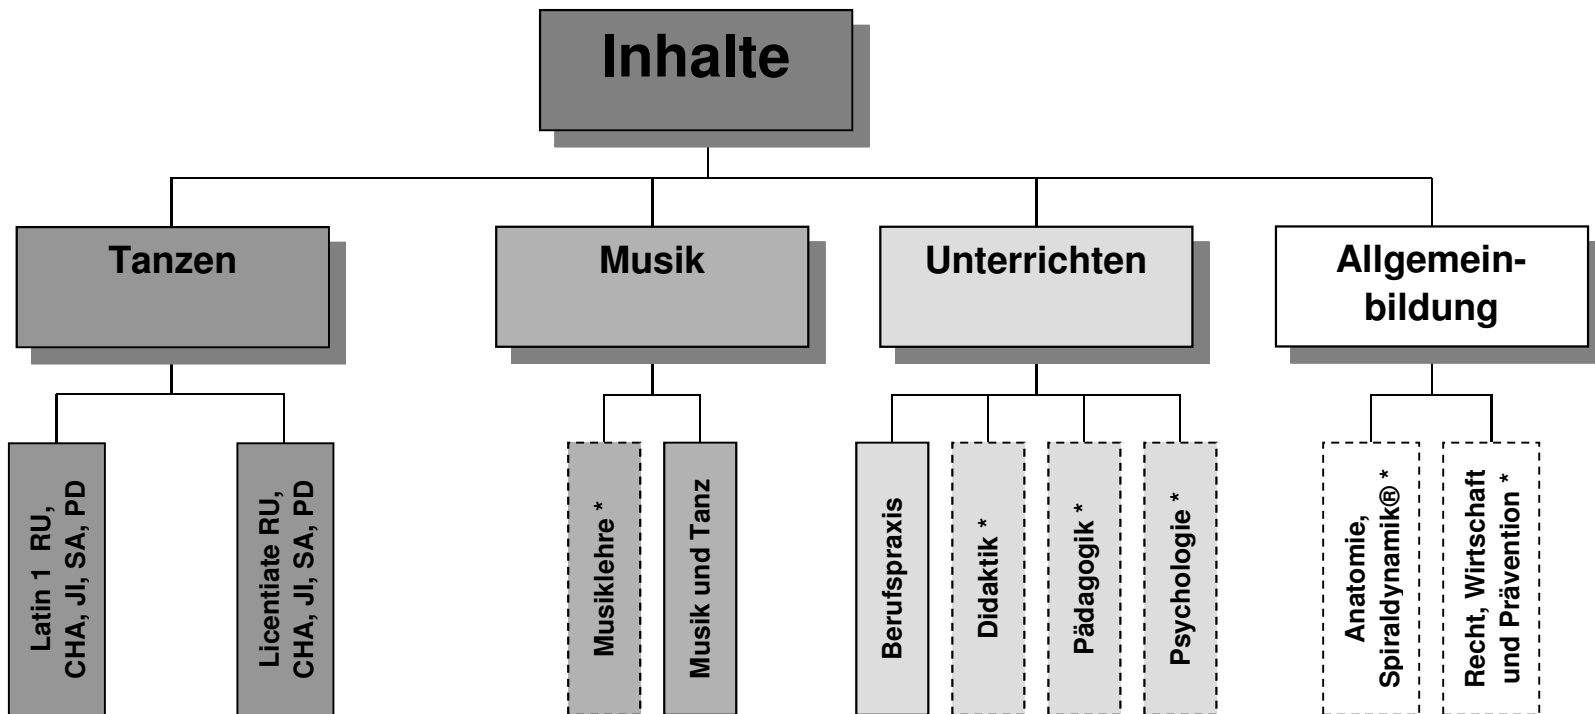 Inhalte
Tanzen
Musik
Unterrichten
Allgemein-
bildung
Latin 1 RU,
CHA, JI, SA, PD
Licentiate RU,
CHA, JI, SA, PD
Musiklehre *
Musik und Tanz
Berufspraxis
Didaktik *
Pädagogik *
Psychologie *
Anatomie,
Spiraldynamik® *
Recht, Wirtschaft
und Prävention *